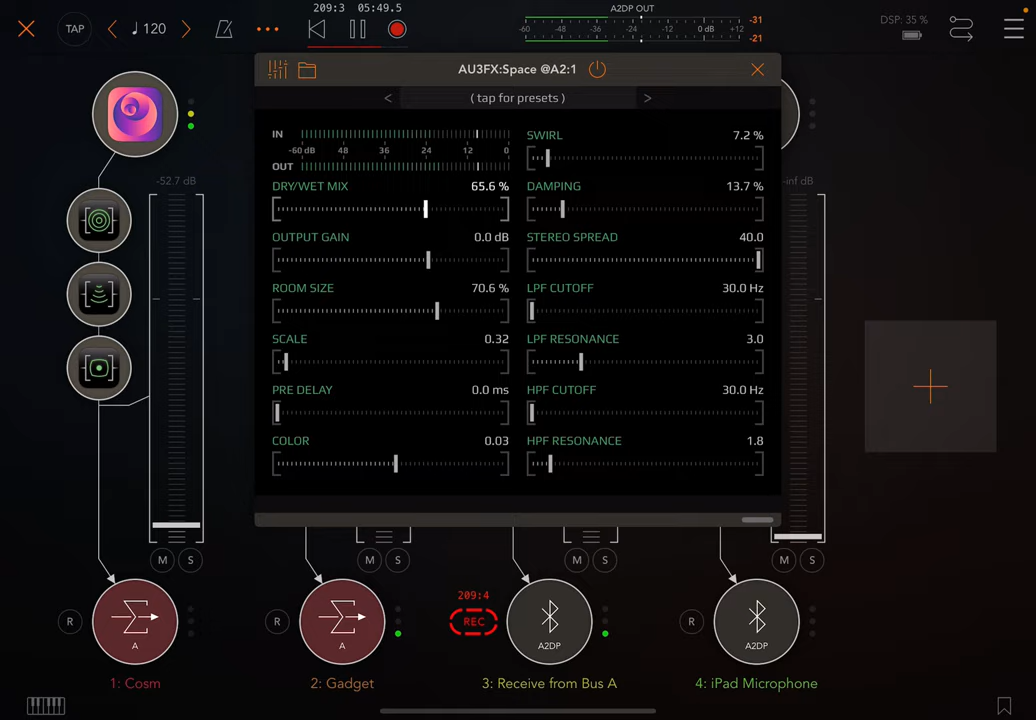 209:3 05:49.5
A2DP OUT
TAP
120
-60 -48 -36 -24 -12 0 +12
-31
-21
DSP: 35 %
AU3FX:Space @A2:1
( tap for presets )
IN
-60 dB 48 36 24 12 0
OUT
DRY/WET MIX 65.6 %
OUTPUT GAIN 0.0 dB
ROOM SIZE 70.6 %
SCALE 0.32
PRE DELAY 0.0 ms
COLOR 0.03
SWIRL 7.2 %
DAMPING 13.7 %
STEREO SPREAD 40.0
LPF CUTOFF 30.0 Hz
LPF RESONANCE 3.0
HPF CUTOFF 30.0 Hz
HPF RESONANCE 1.8
-52.7 dB
-inf dB
M S
M S
M S
M S
R
A
R
A
209:4
REC
A2DP
R
A2DP
1: Cosm
2: Gadget
3: Receive from Bus A
4: iPad Microphone